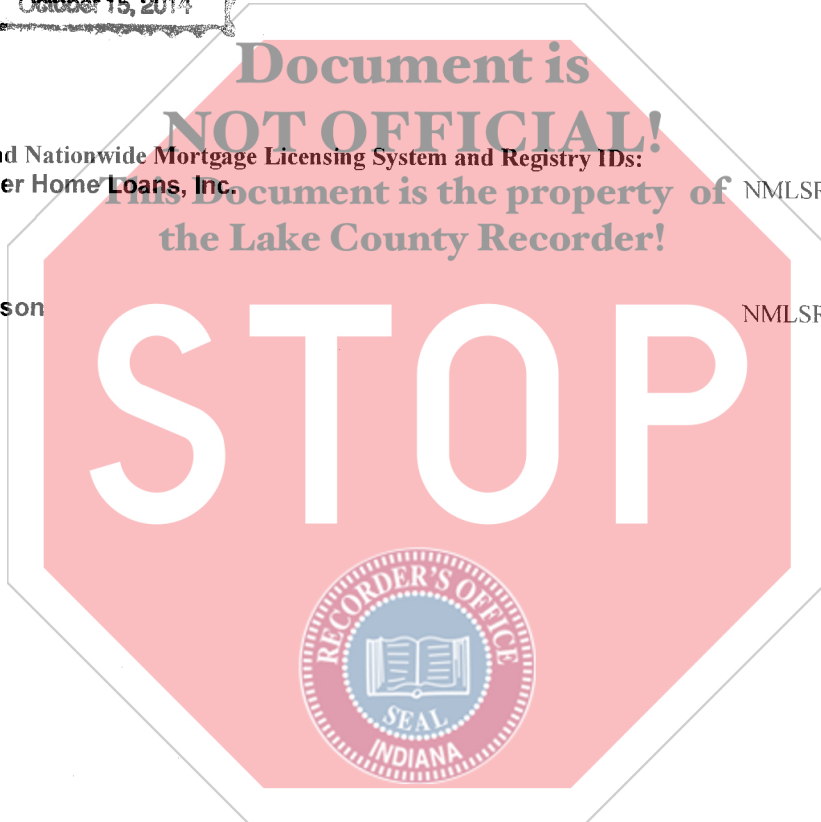 October 15, 2014
Document is
NOT OFFICIAL!
nd Nationwide Mortgage Licensing System and Registry IDs:
er Home Loans, Inc.
This Document is the property of
NMLSR
the Lake County Recorder!
son
NMLSR
STOP
RECORDER'S OFFICE
SEAL
INDIANA